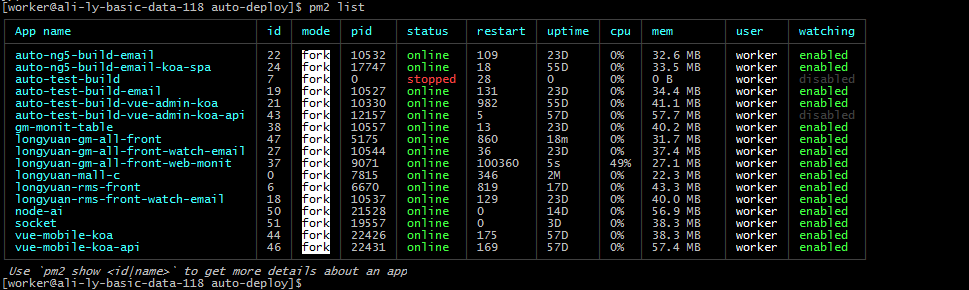 [worker@ali-ly-basic-data-118 auto-deploy]$ pm2 list
App name id mode pid status restart uptime cpu mem user watching
auto-ng5-build-email 22 fork 10532 online 109 23D 0% 32.6 MB worker enabled
auto-ng5-build-email-koa-spa 24 fork 17747 online 18 55D 0% 33.5 MB worker enabled
auto-test-build 7 fork 0 stopped 28 0 0% 0 B worker disabled
auto-test-build-email 19 fork 10527 online 131 23D 0% 34.4 MB worker enabled
auto-test-build-vue-admin-koa 21 fork 10330 online 982 55D 0% 41.1 MB worker enabled
auto-test-build-vue-admin-koa-api 43 fork 12157 online 5 57D 0% 57.7 MB worker disabled
gm-monit-table 38 fork 10557 online 13 23D 0% 40.2 MB worker enabled
longyuan-gm-all-front 47 fork 5175 online 860 18m 0% 31.7 MB worker enabled
longyuan-gm-all-front-watch-email 27 fork 10544 online 36 23D 0% 37.4 MB worker enabled
longyuan-gm-all-front-web-monit 37 fork 9071 online 100360 5s 49% 27.1 MB worker enabled
longyuan-mall-c 0 fork 7815 online 346 2M 0% 22.3 MB worker enabled
longyuan-rms-front 6 fork 6670 online 819 17D 0% 43.3 MB worker enabled
longyuan-rms-front-watch-email 18 fork 10537 online 129 23D 0% 40.0 MB worker enabled
node-ai 50 fork 21528 online 0 14D 0% 56.9 MB worker enabled
socket 51 fork 19557 online 0 3D 0% 38.3 MB worker enabled
vue-mobile-koa 44 fork 22426 online 175 57D 0% 38.3 MB worker enabled
vue-mobile-koa-api 46 fork 22431 online 169 57D 0% 57.4 MB worker enabled
Use `pm2 show <id|name>` to get more details about an app
[worker@ali-ly-basic-data-118 auto-deploy]$